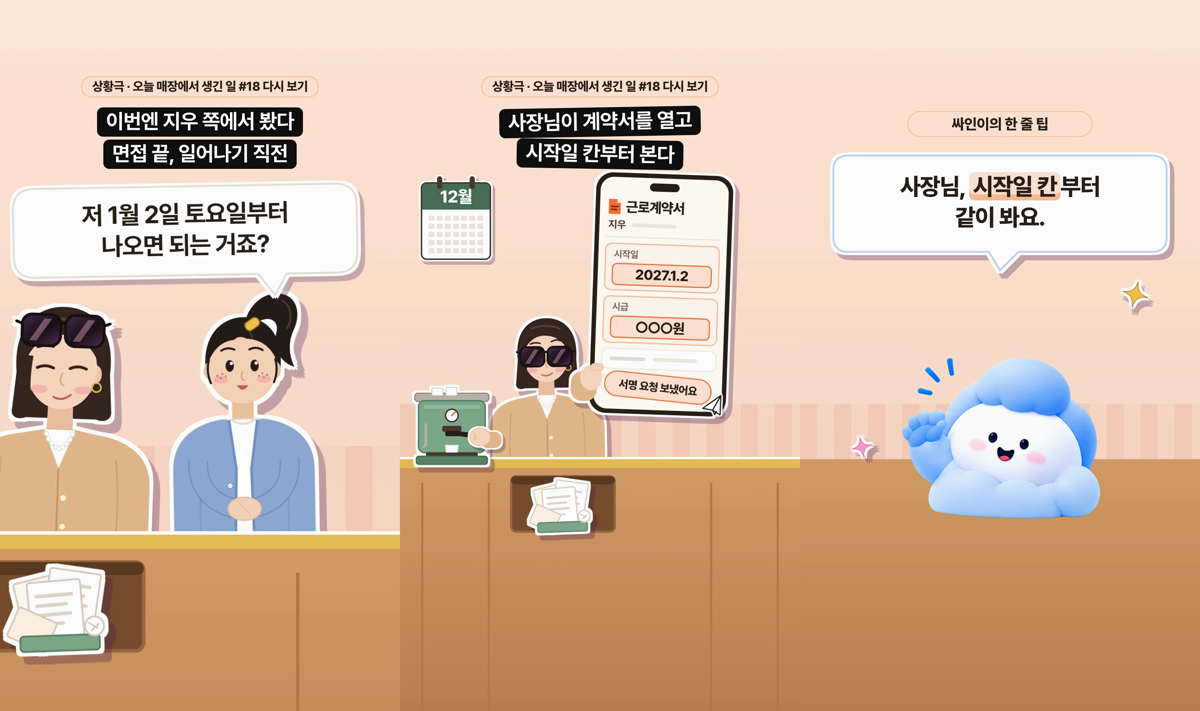 상황극 · 오늘 매장에서 생긴 일 #18 다시 보기
이번엔 지우 쪽에서 봤다
면접 끝, 일어나기 직전
저 1월 2일 토요일부터
나오면 되는 거죠?
상황극 · 오늘 매장에서 생긴 일 #18 다시 보기
사장님이 계약서를 열고
시작일 칸부터 본다
12월
근로계약서
지우
시작일
2027.1.2
시급
○○○원
서명 요청 보냈어요
싸인이의 한 줄 팁
사장님, 시작일 칸부터
같이 봐요.